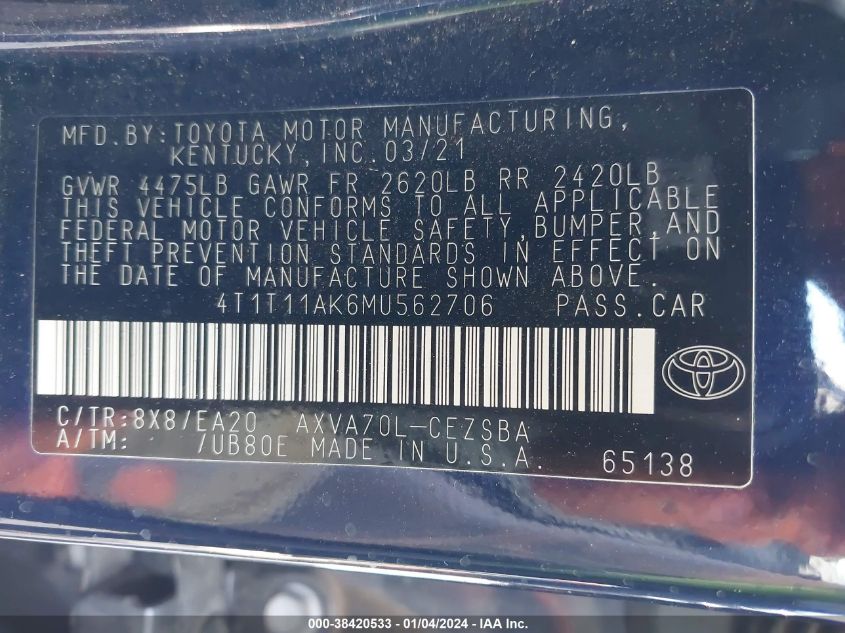 MFD.BY:TOYOTA MOTOR MANUFACTURING,
KENTUCKY,INC.03/21
GVWR 4475LB GAWR FR 2620LB RR 2420LB
THIS VEHICLE CONFORMS TO ALL APPLICABLE
FEDERAL MOTOR VEHICLE SAFETY,BUMPER,AND
THEFT PREVENTION STANDARDS IN EFFECT ON
THE DATE OF MANUFACTURE SHOWN ABOVE.
4T1T11AK6MU562706 PASS.CAR
C/TR:8X8/EA20 AXVA70L-CEZSBA
A/TM: /UB80E MADE IN U.S.A. 65138
000-38420533 - 01/04/2024 - IAA Inc.